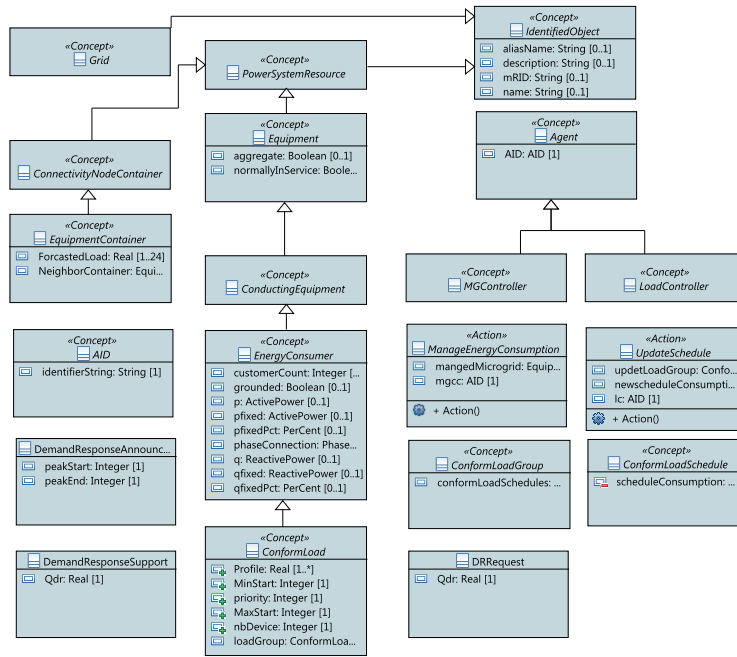 «Concept»
Grid
«Concept»
PowerSystemResource
«Concept»
IdentifiedObject
aliasName: String [0..1]
description: String [0..1]
mRID: String [0..1]
name: String [0..1]
«Concept»
ConnectivityNodeContainer
«Concept»
Equipment
aggregate: Boolean [0..1]
normallyInService: Boole...
«Concept»
Agent
AID: AID [1]
«Concept»
EquipmentContainer
ForcastedLoad: Real [1..24]
NeighborContainer: Equi...
«Concept»
ConductingEquipment
«Concept»
MGController
«Concept»
LoadController
«Concept»
AID
identifierString: String [1]
«Concept»
EnergyConsumer
customerCount: Integer [...
grounded: Boolean [0..1]
p: ActivePower [0..1]
pfixed: ActivePower [0..1]
pfixedPct: PerCent [0..1]
phaseConnection: Phase...
q: ReactivePower [0..1]
qfixed: ReactivePower [0..1]
qfixedPct: PerCent [0..1]
«Action»
ManageEnergyConsumption
mangedMicrogrid: Equip...
mgcc: AID [1]
+ Action()
«Action»
UpdateSchedule
updetLoadGroup: Confo...
newscheduleConsumpti...
lc: AID [1]
+ Action()
DemandResponseAnnounc...
peakStart: Integer [1]
peakEnd: Integer [1]
«Concept»
ConformLoadGroup
conformLoadSchedules: ...
«Concept»
ConformLoadSchedule
scheduleConsumption: ...
DemandResponseSupport
Qdr: Real [1]
«Concept»
ConformLoad
Profile: Real [1..*]
MinStart: Integer [1]
priority: Integer [1]
MaxStart: Integer [1]
nbDevice: Integer [1]
loadGroup: ConformLoa...
DRRequest
Qdr: Real [1]